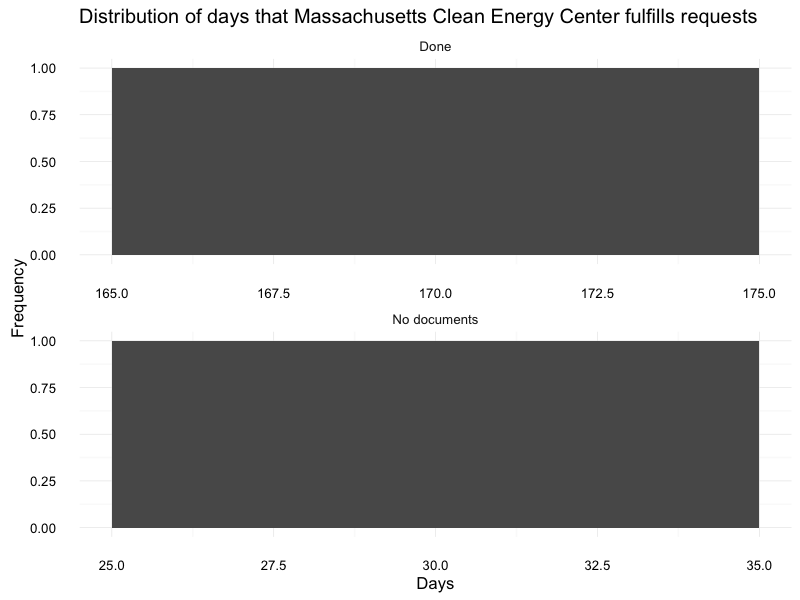 Distribution of days that Massachusetts Clean Energy Center fulfills requests
Done
1.00
0.75
0.50
0.25
0.00
165.0 167.5 170.0 172.5 175.0
Frequency
No documents
1.00
0.75
0.50
0.25
0.00
25.0 27.5 30.0 32.5 35.0
Days